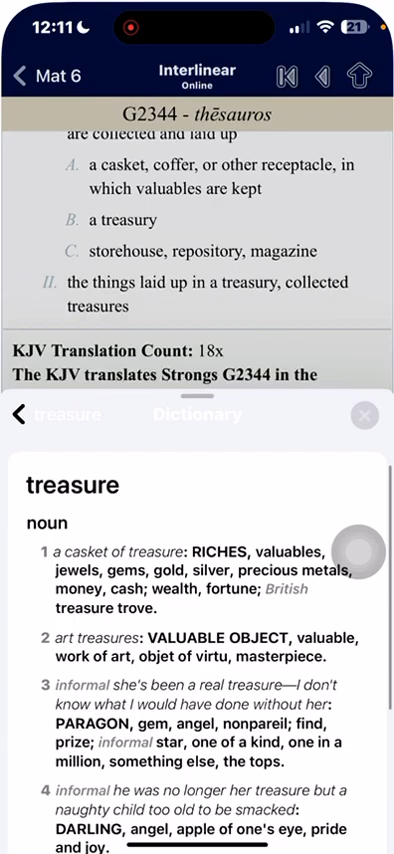 12:11
21
Mat 6
Interlinear
Online
G2344 - thēsauros
are collected and laid up
A. a casket, coffer, or other receptacle, in
which valuables are kept
B. a treasury
C. storehouse, repository, magazine
II. the things laid up in a treasury, collected
treasures
KJV Translation Count: 18x
The KJV translates Strongs G2344 in the
treasure
Dictionary
treasure
noun
1 a casket of treasure: RICHES, valuables,
jewels, gems, gold, silver, precious metals,
money, cash; wealth, fortune; British
treasure trove.
2 art treasures: VALUABLE OBJECT, valuable,
work of art, objet of virtu, masterpiece.
3 informal she's been a real treasure—I don't
know what I would have done without her:
PARAGON, gem, angel, nonpareil; find,
prize; informal star, one of a kind, one in a
million, something else, the tops.
4 informal he was no longer her treasure but a
naughty child too old to be smacked:
DARLING, angel, apple of one's eye, pride
and joy.